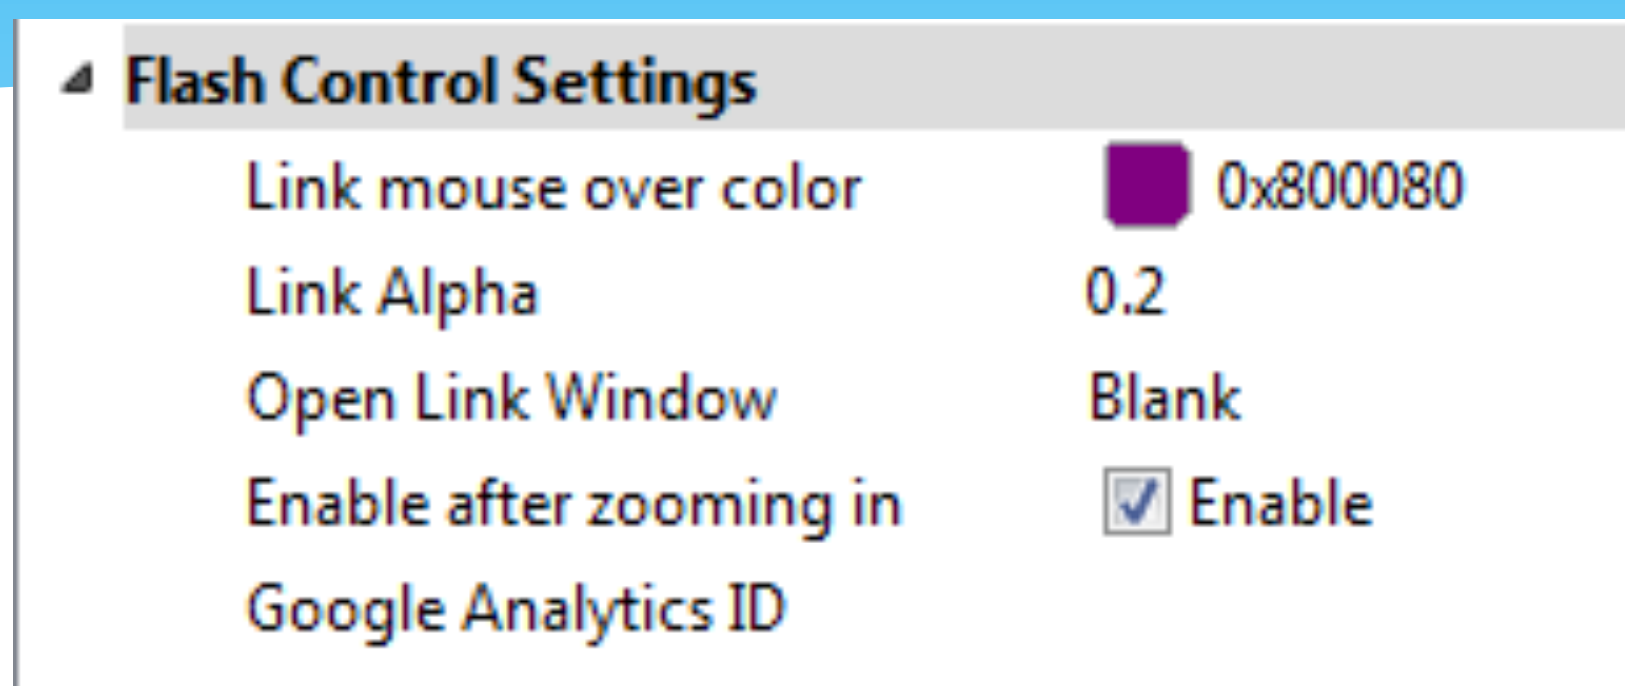 Flash Control Settings
Link mouse over color 0x800080
Link Alpha 0.2
Open Link Window Blank
Enable after zooming in Enable
Google Analytics ID